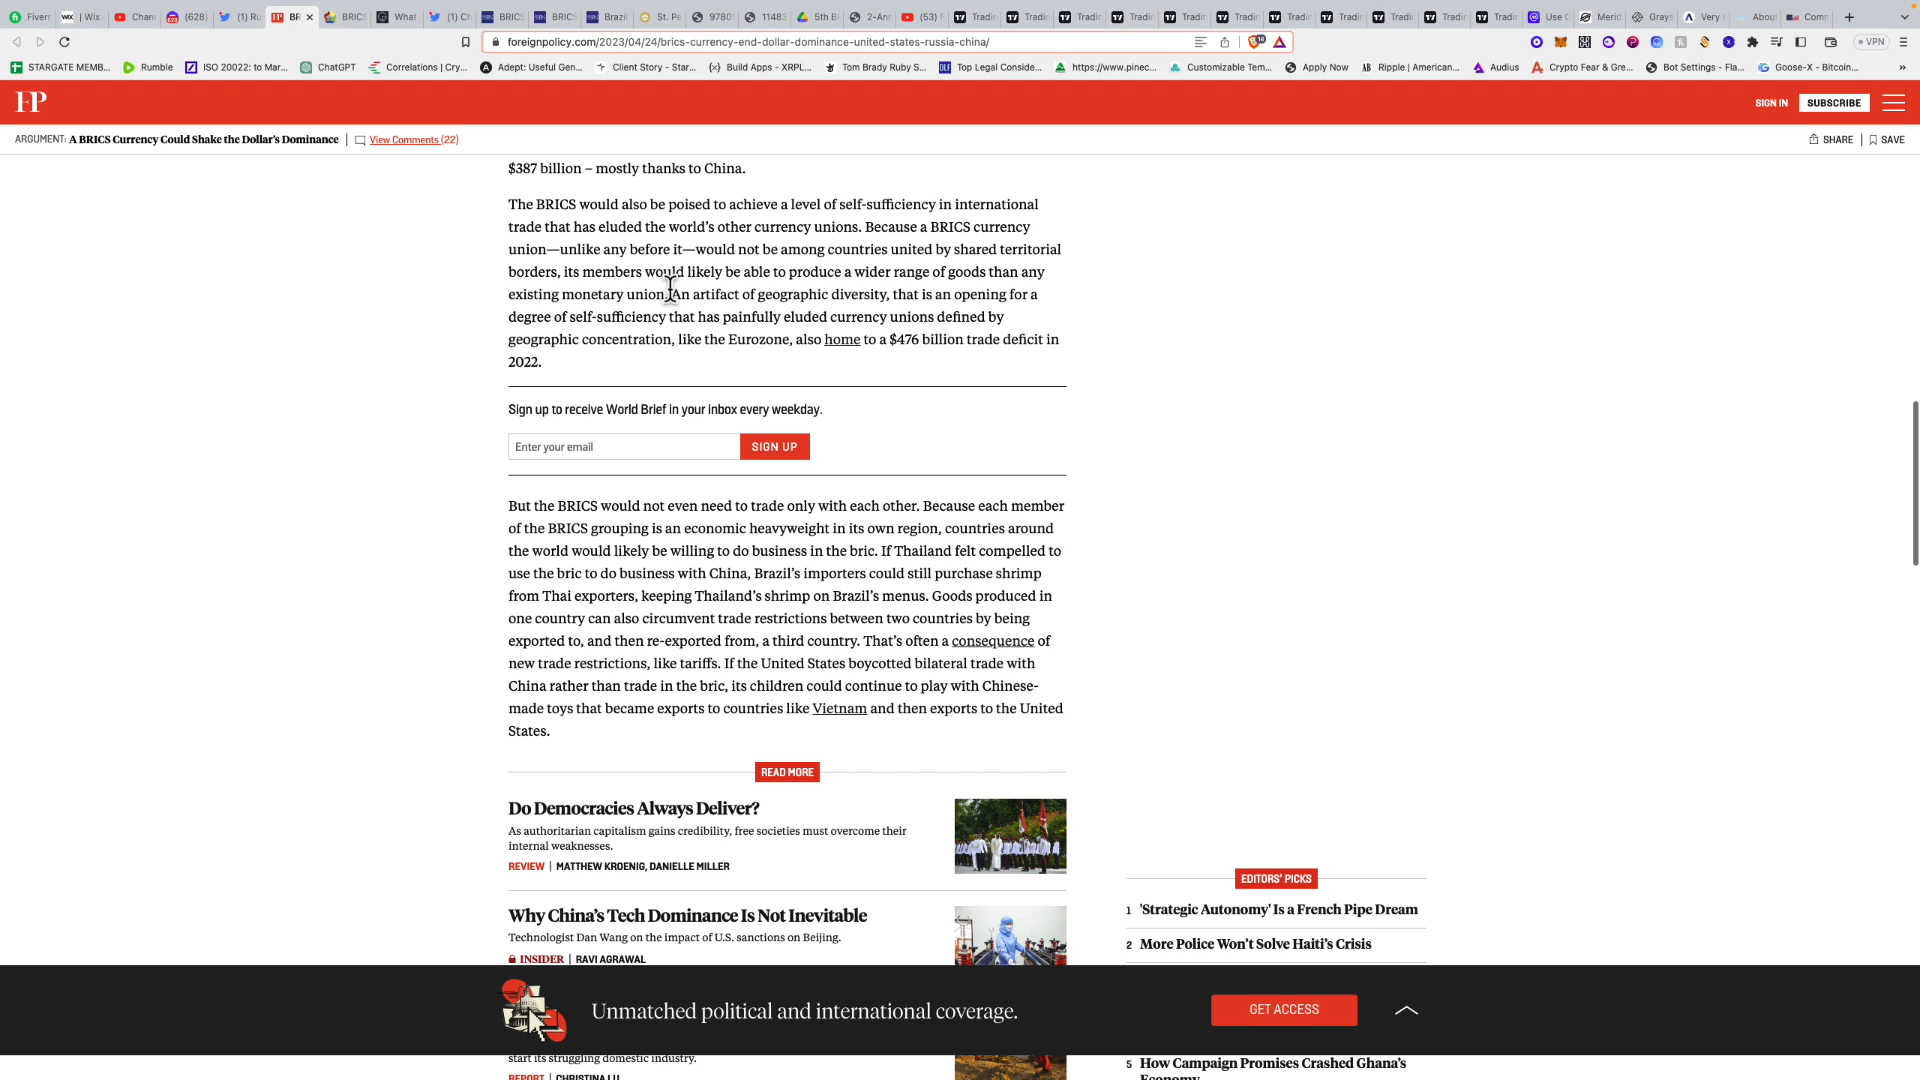 Fiverr
WIX | Wix.
Chan
(628)
(1) Ru
BR
BRICS
What
(1) Ch
BRICS
BRICS
Brazil
St. Pe
9780
11483
5th B
2-Ann
(53) F
Tradin
Tradin
Tradin
Tradin
Tradin
Tradin
Tradin
Tradin
Tradin
Tradin
Tradin
Use C
Merid
Grays
Very
About
Comm
foreignpolicy.com/2023/04/24/brics-currency-end-dollar-dominance-united-states-russia-china/
VPN
STARGATE MEMB...
Rumble
ISO 20022: to Mar...
ChatGPT
Correlations | Cry...
Adept: Useful Gen...
Client Story - Star...
Build Apps - XRPL...
Tom Brady Ruby S...
Top Legal Conside...
https://www.pinec...
Customizable Tem...
Apply Now
Ripple | American...
Audius
Crypto Fear & Gre...
Bot Settings - Fla...
Goose-X - Bitcoin...
FP
SIGN IN
SUBSCRIBE
ARGUMENT: A BRICS Currency Could Shake the Dollar's Dominance | View Comments (22)
SHARE | SAVE
$387 billion – mostly thanks to China.
The BRICS would also be poised to achieve a level of self-sufficiency in international
trade that has eluded the world's other currency unions. Because a BRICS currency
union—unlike any before it—would not be among countries united by shared territorial
borders, its members would likely be able to produce a wider range of goods than any
existing monetary union. An artifact of geographic diversity, that is an opening for a
degree of self-sufficiency that has painfully eluded currency unions defined by
geographic concentration, like the Eurozone, also home to a $476 billion trade deficit in
2022.
Sign up to receive World Brief in your inbox every weekday.
Enter your email
SIGN UP
But the BRICS would not even need to trade only with each other. Because each member
of the BRICS grouping is an economic heavyweight in its own region, countries around
the world would likely be willing to do business in the bric. If Thailand felt compelled to
use the bric to do business with China, Brazil's importers could still purchase shrimp
from Thai exporters, keeping Thailand's shrimp on Brazil's menus. Goods produced in
one country can also circumvent trade restrictions between two countries by being
exported to, and then re-exported from, a third country. That's often a consequence of
new trade restrictions, like tariffs. If the United States boycotted bilateral trade with
China rather than trade in the bric, its children could continue to play with Chinese-
made toys that became exports to countries like Vietnam and then exports to the United
States.
READ MORE
Do Democracies Always Deliver?
As authoritarian capitalism gains credibility, free societies must overcome their
internal weaknesses.
REVIEW | MATTHEW KROENIG, DANIELLE MILLER
Why China's Tech Dominance Is Not Inevitable
Technologist Dan Wang on the impact of U.S. sanctions on Beijing.
INSIDER | RAVI AGRAWAL
EDITORS' PICKS
1 'Strategic Autonomy' Is a French Pipe Dream
2 More Police Won't Solve Haiti's Crisis
Unmatched political and international coverage.
GET ACCESS
start its struggling domestic industry.
REPORT | CHRISTINA LU
5 How Campaign Promises Crashed Ghana's
Economy